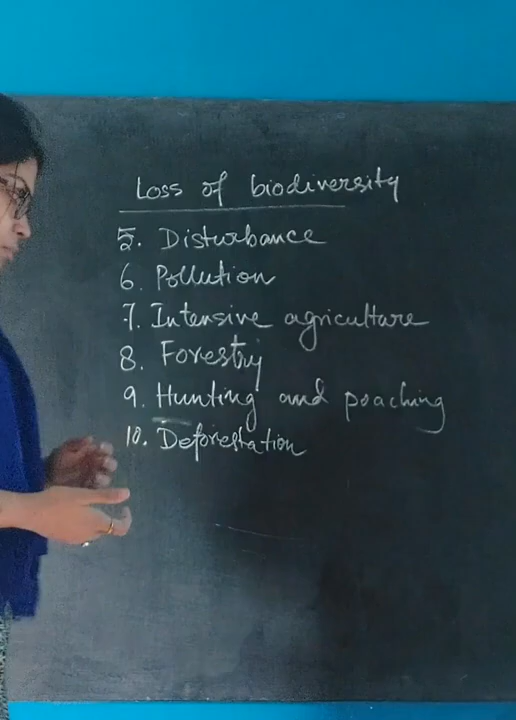 Loss of biodiversity
5. Disturbance
6. Pollution
7. Intensive agriculture
8. Forestry
9. Hunting and poaching
10. Deforestation